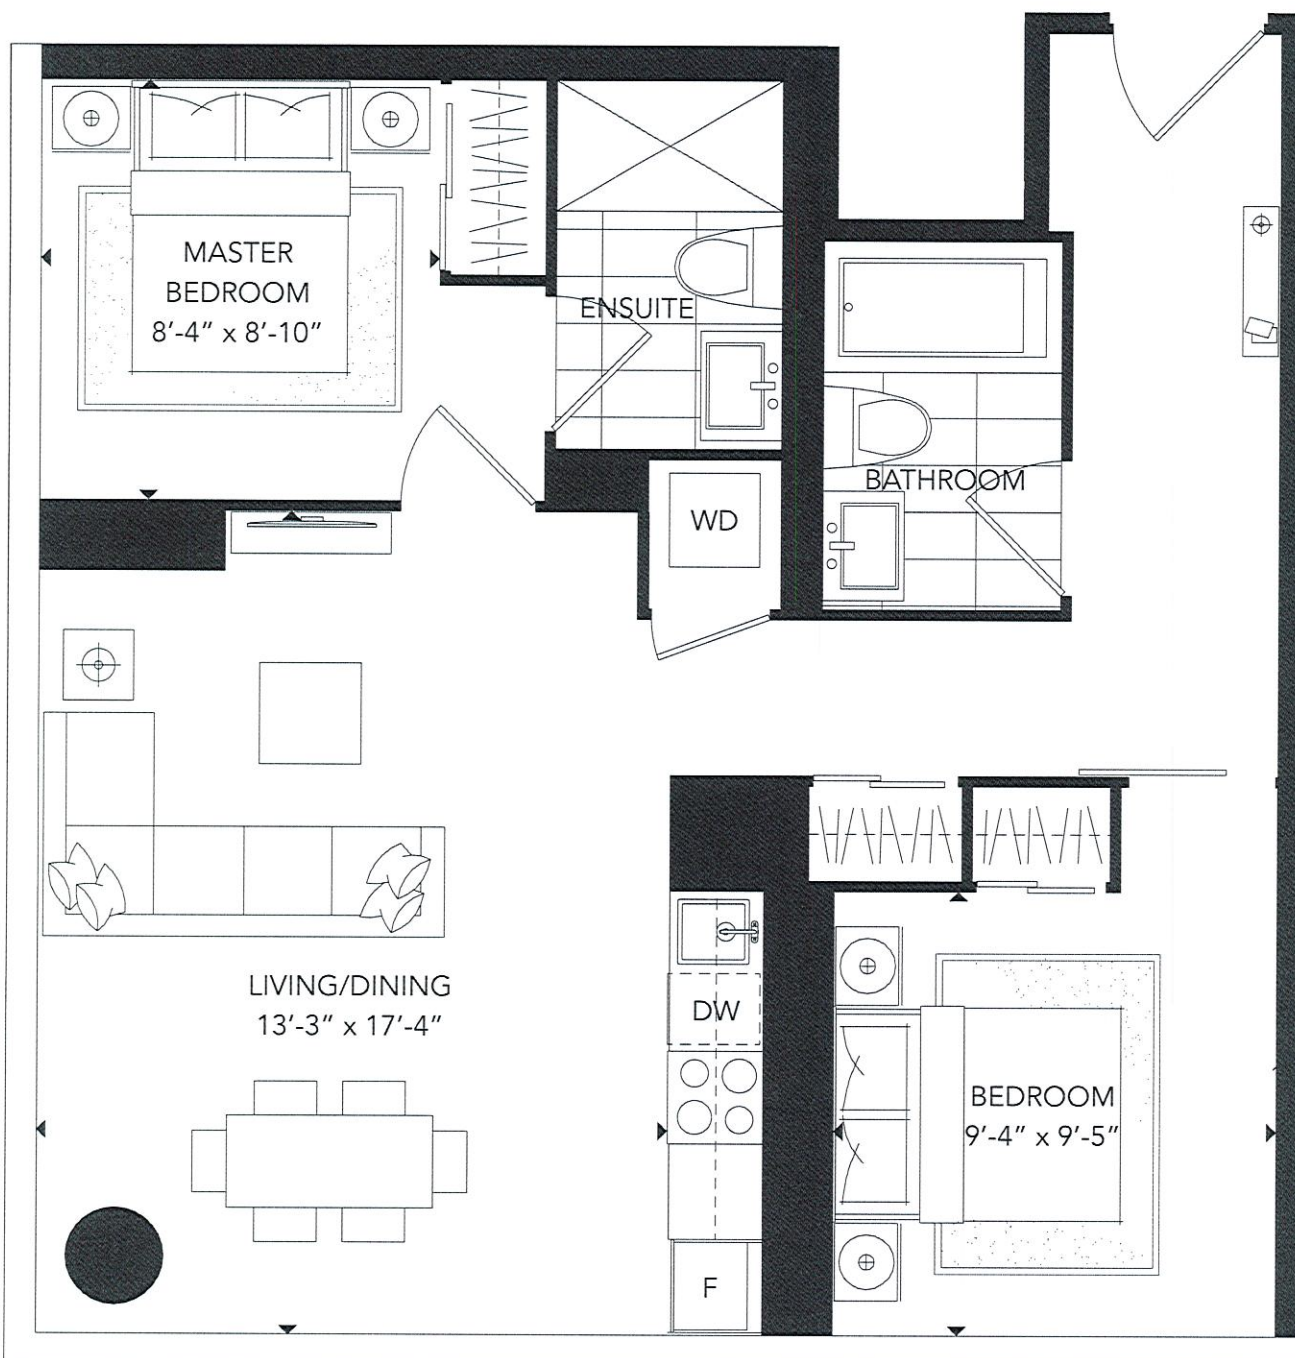 MASTER
BEDROOM
8'-4" x 8'-10"
ENSUITE
BATHROOM
WD
LIVING/DINING
13'-3" x 17'-4"
DW
BEDROOM
9'-4" x 9'-5"
F